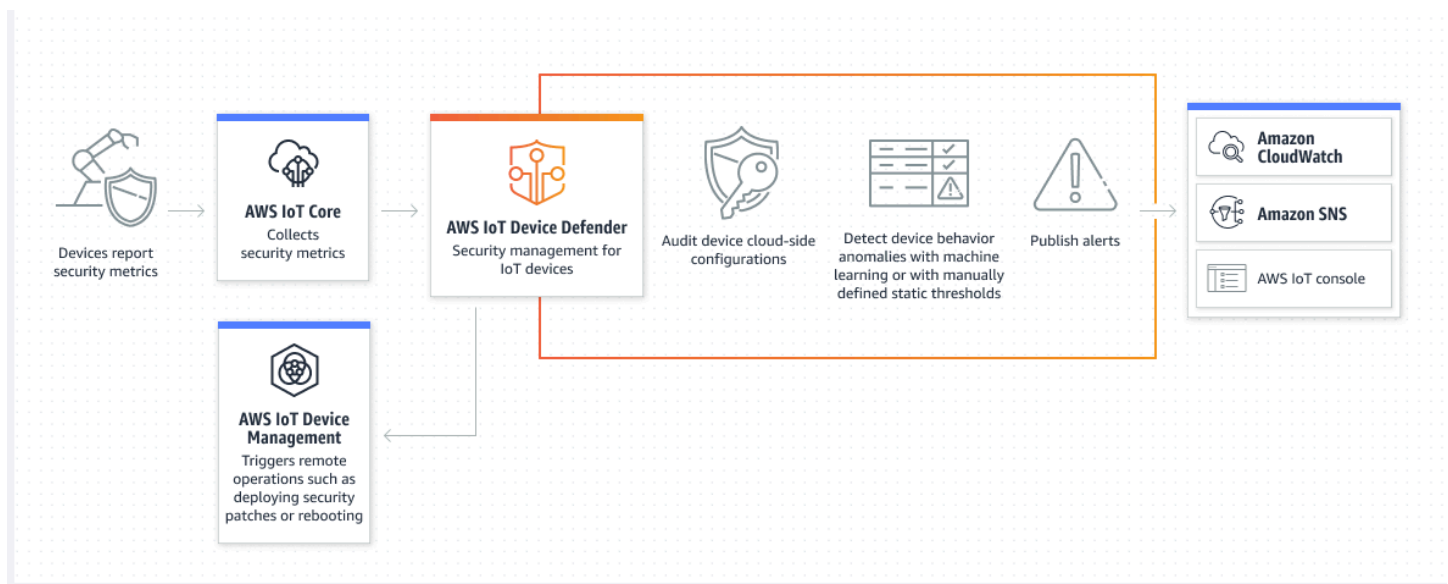 Devices report
security metrics
AWS IoT Core
Collects
security metrics
AWS IoT Device Defender
Security management for
IoT devices
Audit device cloud-side
configurations
Detect device behavior
anomalies with machine
learning or with manually
defined static thresholds
Publish alerts
Amazon
CloudWatch
Amazon SNS
AWS IoT console
AWS IoT Device
Management
Triggers remote
operations such as
deploying security
patches or rebooting